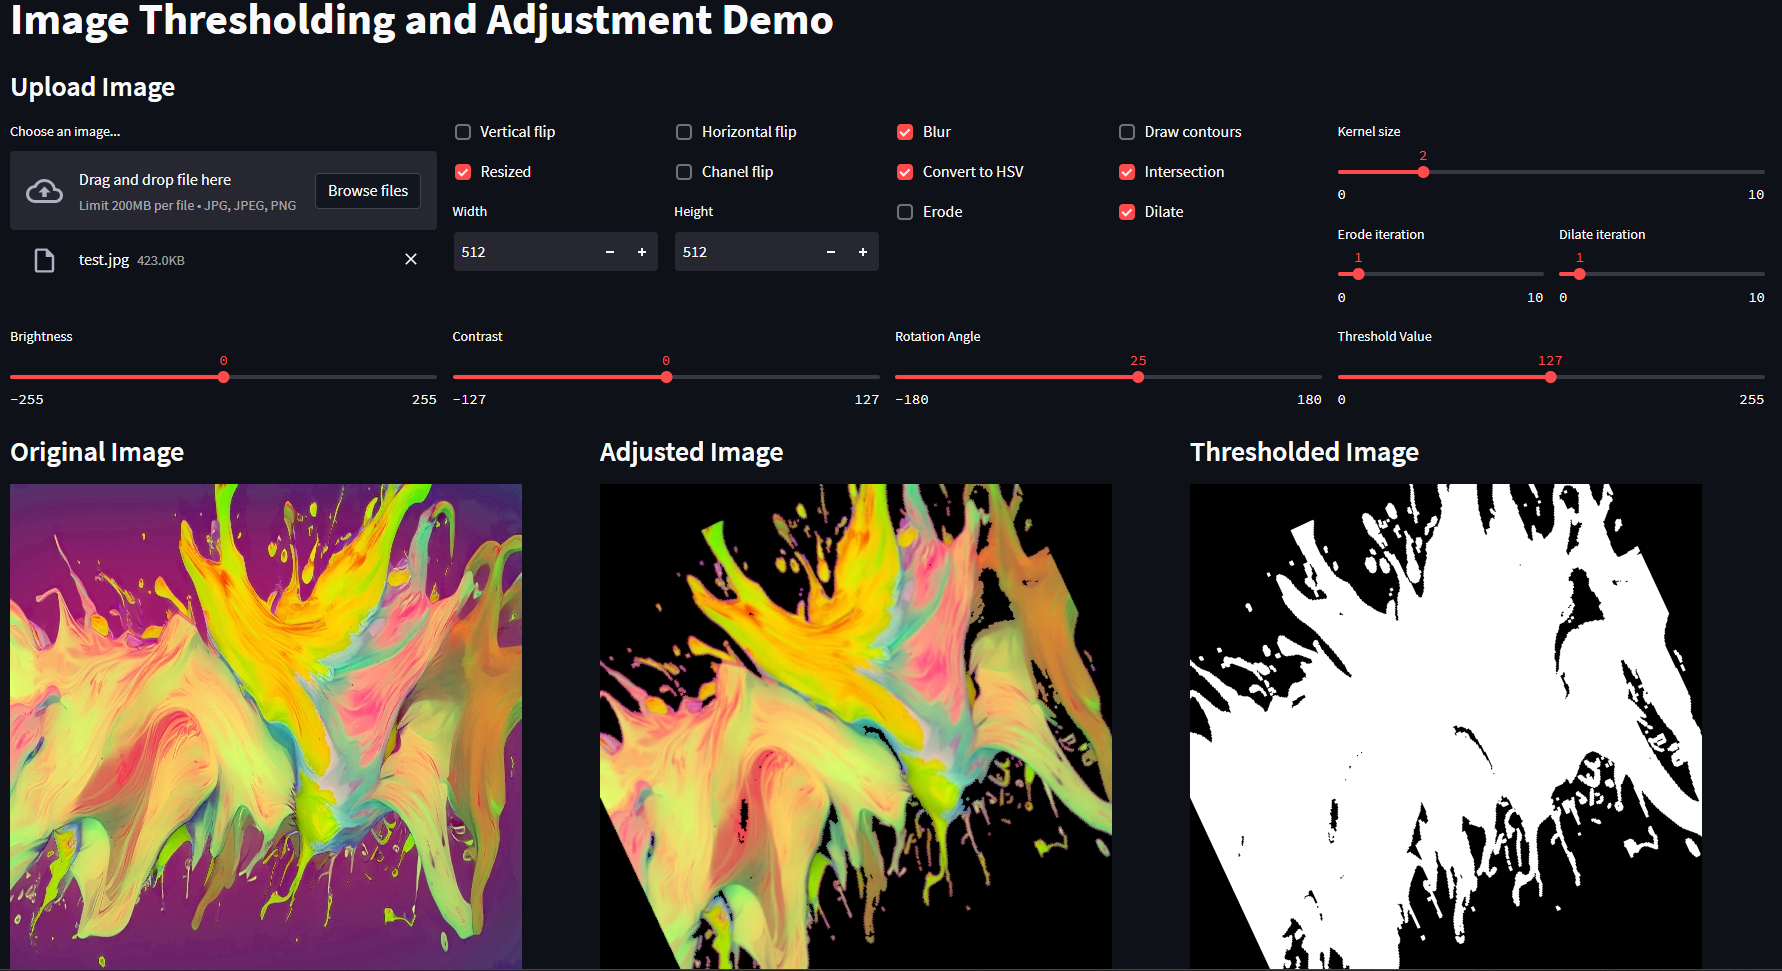 Image Thresholding and Adjustment Demo
Upload Image
Choose an image...
Drag and drop file here
Limit 200MB per file • JPG, JPEG, PNG
Browse files
test.jpg 423.0KB
Vertical flip
Horizontal flip
Blur
Draw contours
Resized
Chanel flip
Convert to HSV
Intersection
Width
Height
Erode
Dilate
512
512
Kernel size
2
0 10
Erode iteration
1
0 10
Dilate iteration
1
0 10
Brightness
0
-255 255
Contrast
0
-127 127
Rotation Angle
25
-180 180
Threshold Value
127
0 255
Original Image
Adjusted Image
Thresholded Image